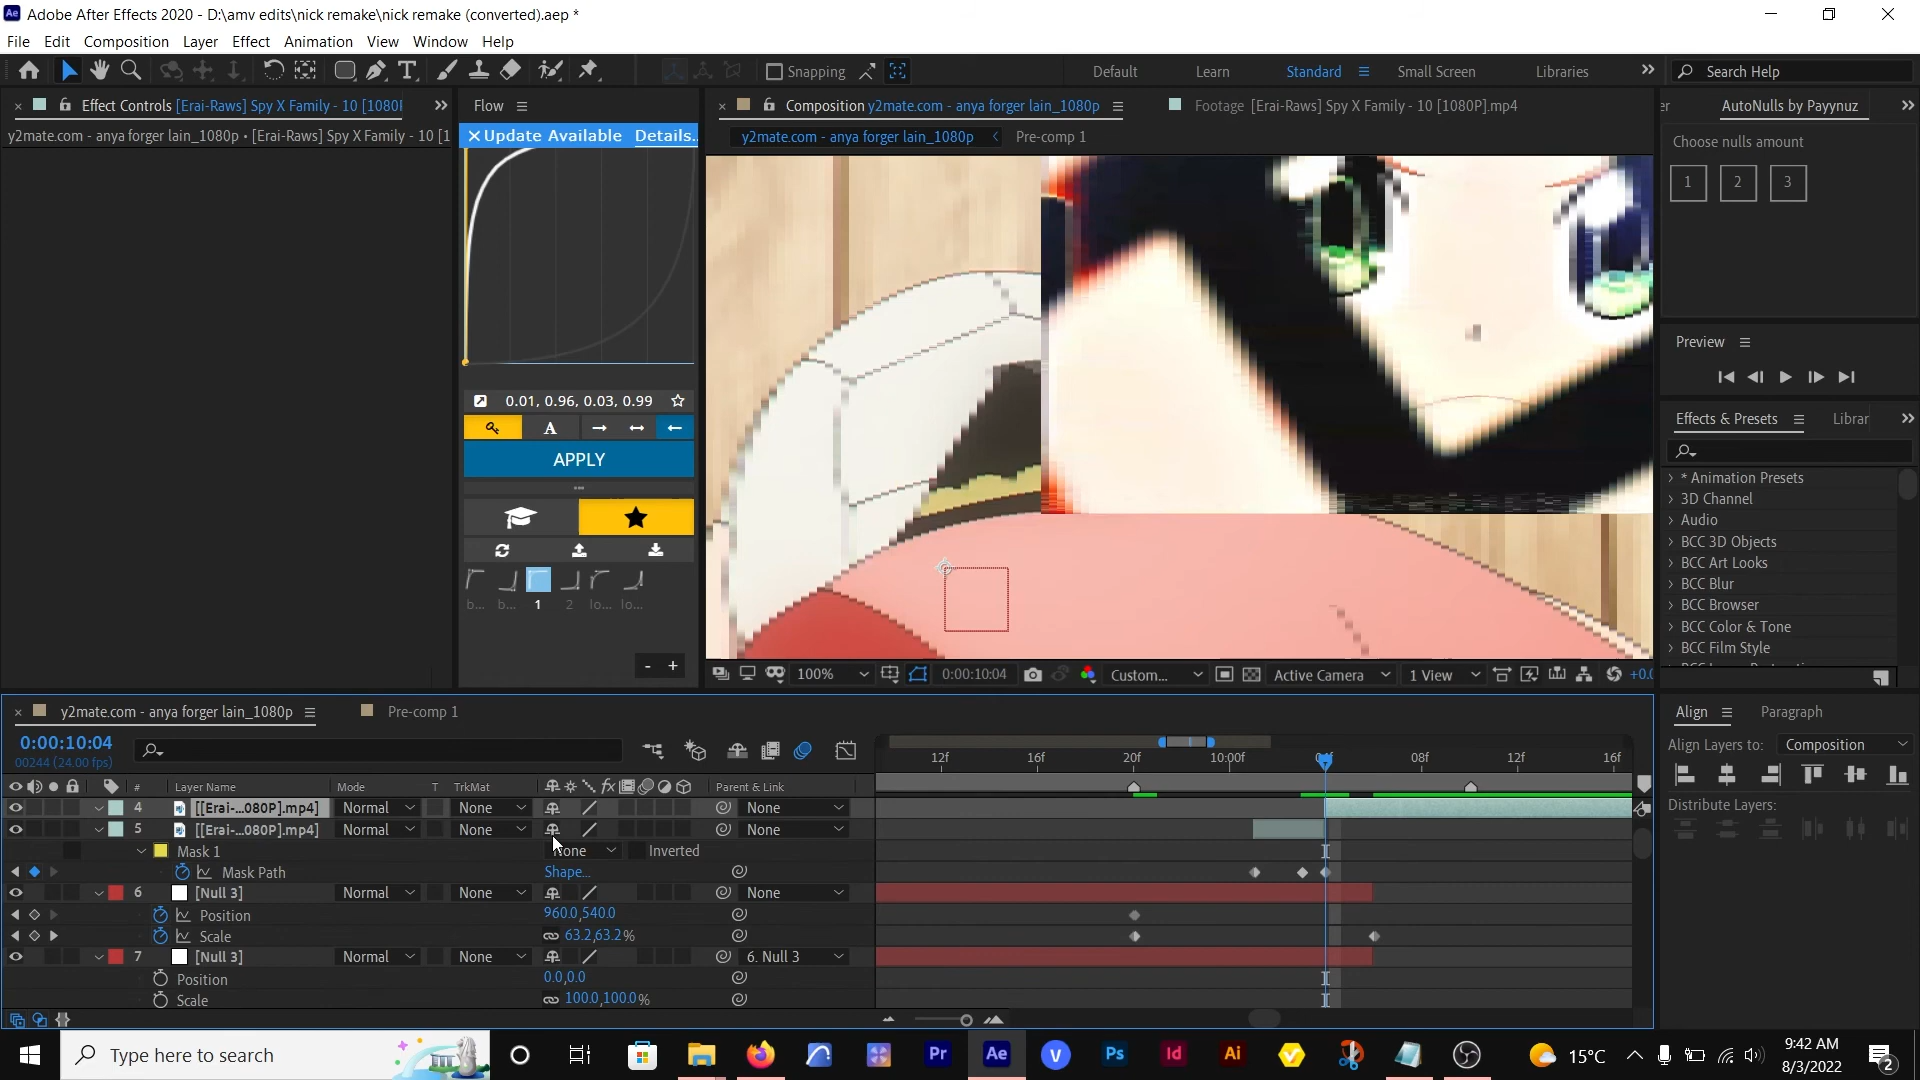 Adobe After Effects 2020 - D:\amv edits\nick remake\nick remake (converted).aep *
File Edit Composition Layer Effect Animation View Window Help
Snapping Default Learn Standard Small Screen Libraries Search Help
Effect Controls [Erai-Raws] Spy X Family - 10 [1080
Flow
Composition y2mate.com - anya forger lain_1080p
Footage [Erai-Raws] Spy X Family - 10 [1080P].mp4
er AutoNulls by Payynuz
y2mate.com - anya forger lain_1080p • [Erai-Raws] Spy X Family - 10 [1
Update Available Details..
y2mate.com - anya forger lain_1080p Pre-comp 1
Choose nulls amount
1 2 3
Preview
0.01, 0.96, 0.03, 0.99
A
APPLY
Effects & Presets Librar
* Animation Presets
3D Channel
Audio
BCC 3D Objects
BCC Art Looks
BCC Blur
BCC Browser
BCC Color & Tone
BCC Film Style
b... b... 1 2 lo... lo...
- +
100% 0:00:10:04 Custom... Active Camera 1 View +0.0
y2mate.com - anya forger lain_1080p Pre-comp 1
Align Paragraph
0:00:10:04
00244 (24.00 fps)
Align Layers to: Composition
12f 16f 20f 10:00f 04f 08f 12f 16f
# Layer Name Mode T TrkMat Parent & Link
Distribute Layers:
4 [[Erai-...080P].mp4] Normal None None
5 [[Erai-...080P].mp4] Normal None None
Mask 1 None Inverted
Mask Path Shape...
6 [Null 3] Normal None None
Position 960.0,540.0
Scale 63.2,63.2%
7 [Null 3] Normal None 6. Null 3
Position 0.0,0.0
Scale 100.0,100.0%
Type here to search
Pr Ae V Ps Id Ai
15°C
9:42 AM
8/3/2022
2